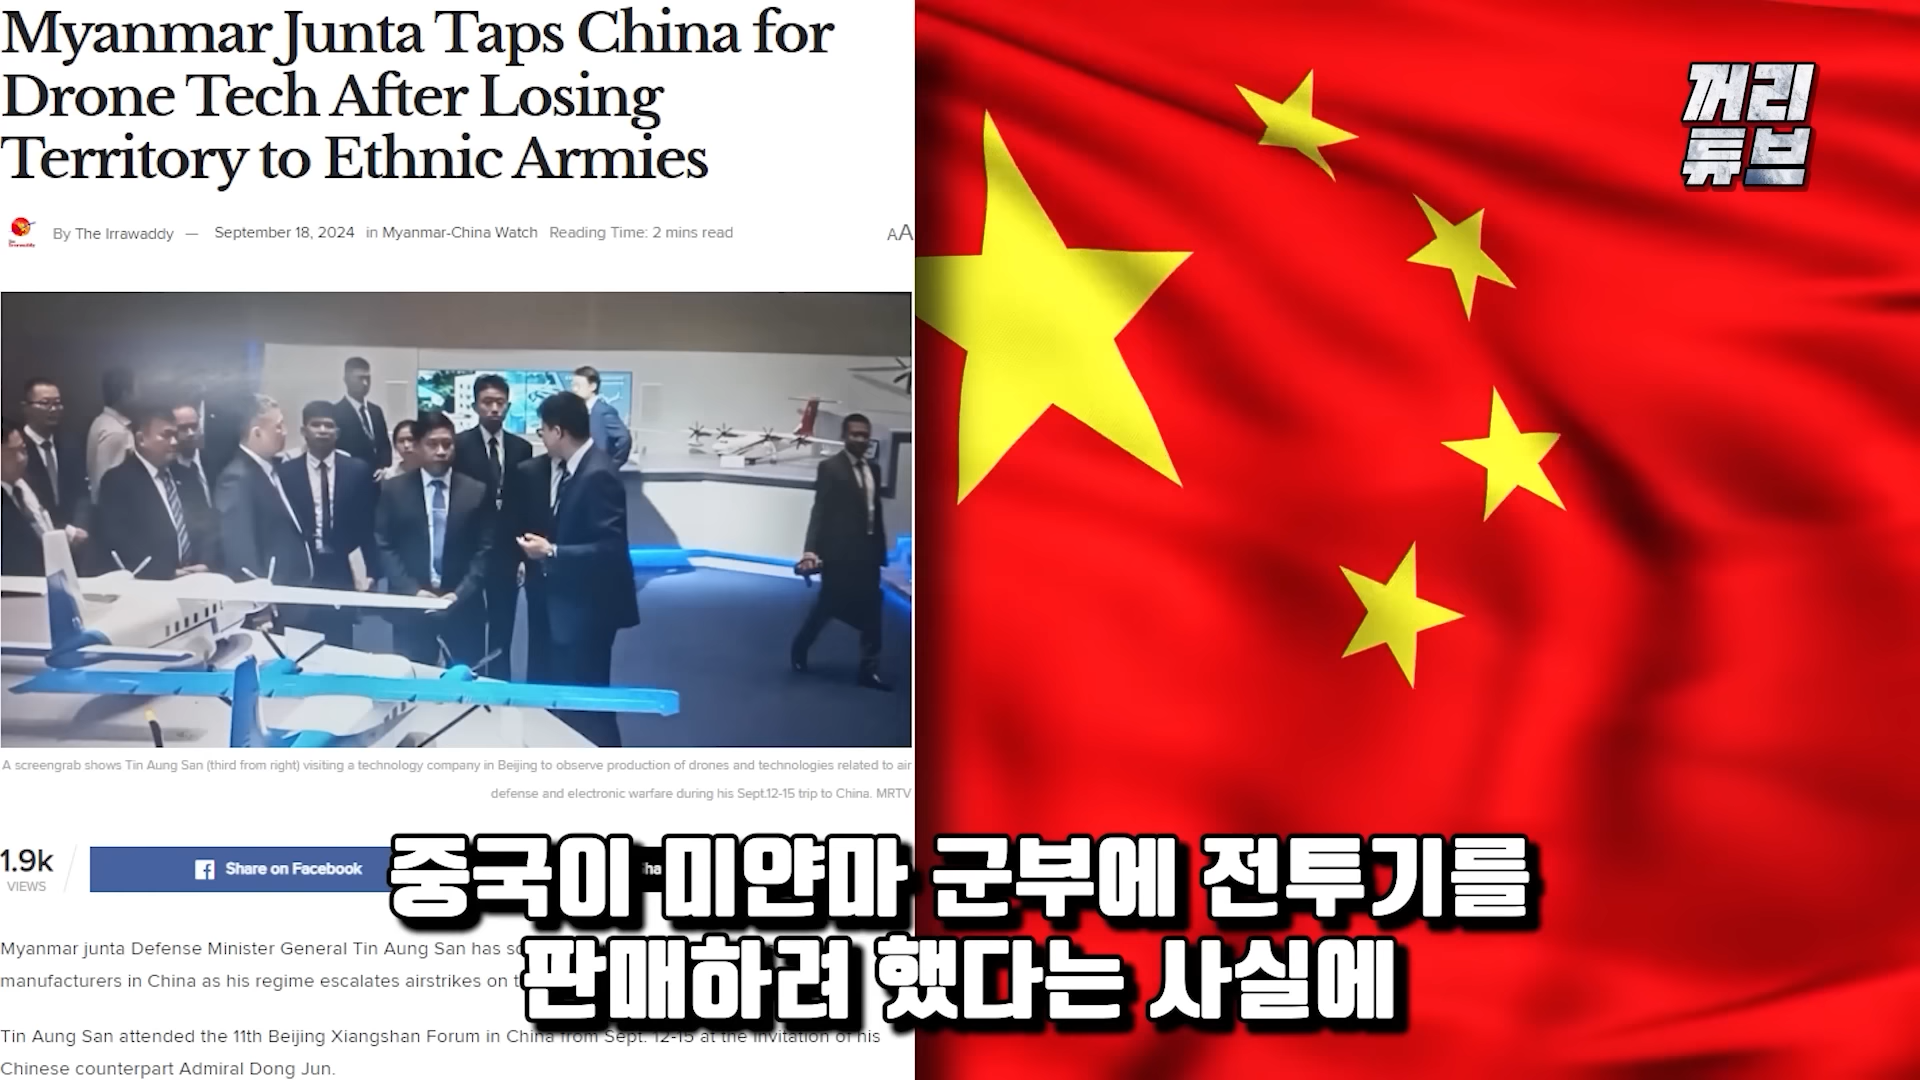 Myanmar Junta Taps China for
Drone Tech After Losing
Territory to Ethnic Armies
By The Irrawaddy — September 18, 2024 in Myanmar-China Watch Reading Time: 2 mins read
AA
꺼리
튜브
A screengrab shows Tin Aung San (third from right) visiting a technology company in Beijing to observe production of drones and technologies related to air
defense and electronic warfare during his Sept.12-15 trip to China. MRTV
1.9k
VIEWS
Share on Facebook
중국이 미얀마 군부에 전투기를
판매하려 했다는 사실에
Myanmar junta Defense Minister General Tin Aung San has
manufacturers in China as his regime escalates airstrikes on
Tin Aung San attended the 11th Beijing Xiangshan Forum in China from Sept. 12-15 at the invitation of his
Chinese counterpart Admiral Dong Jun.